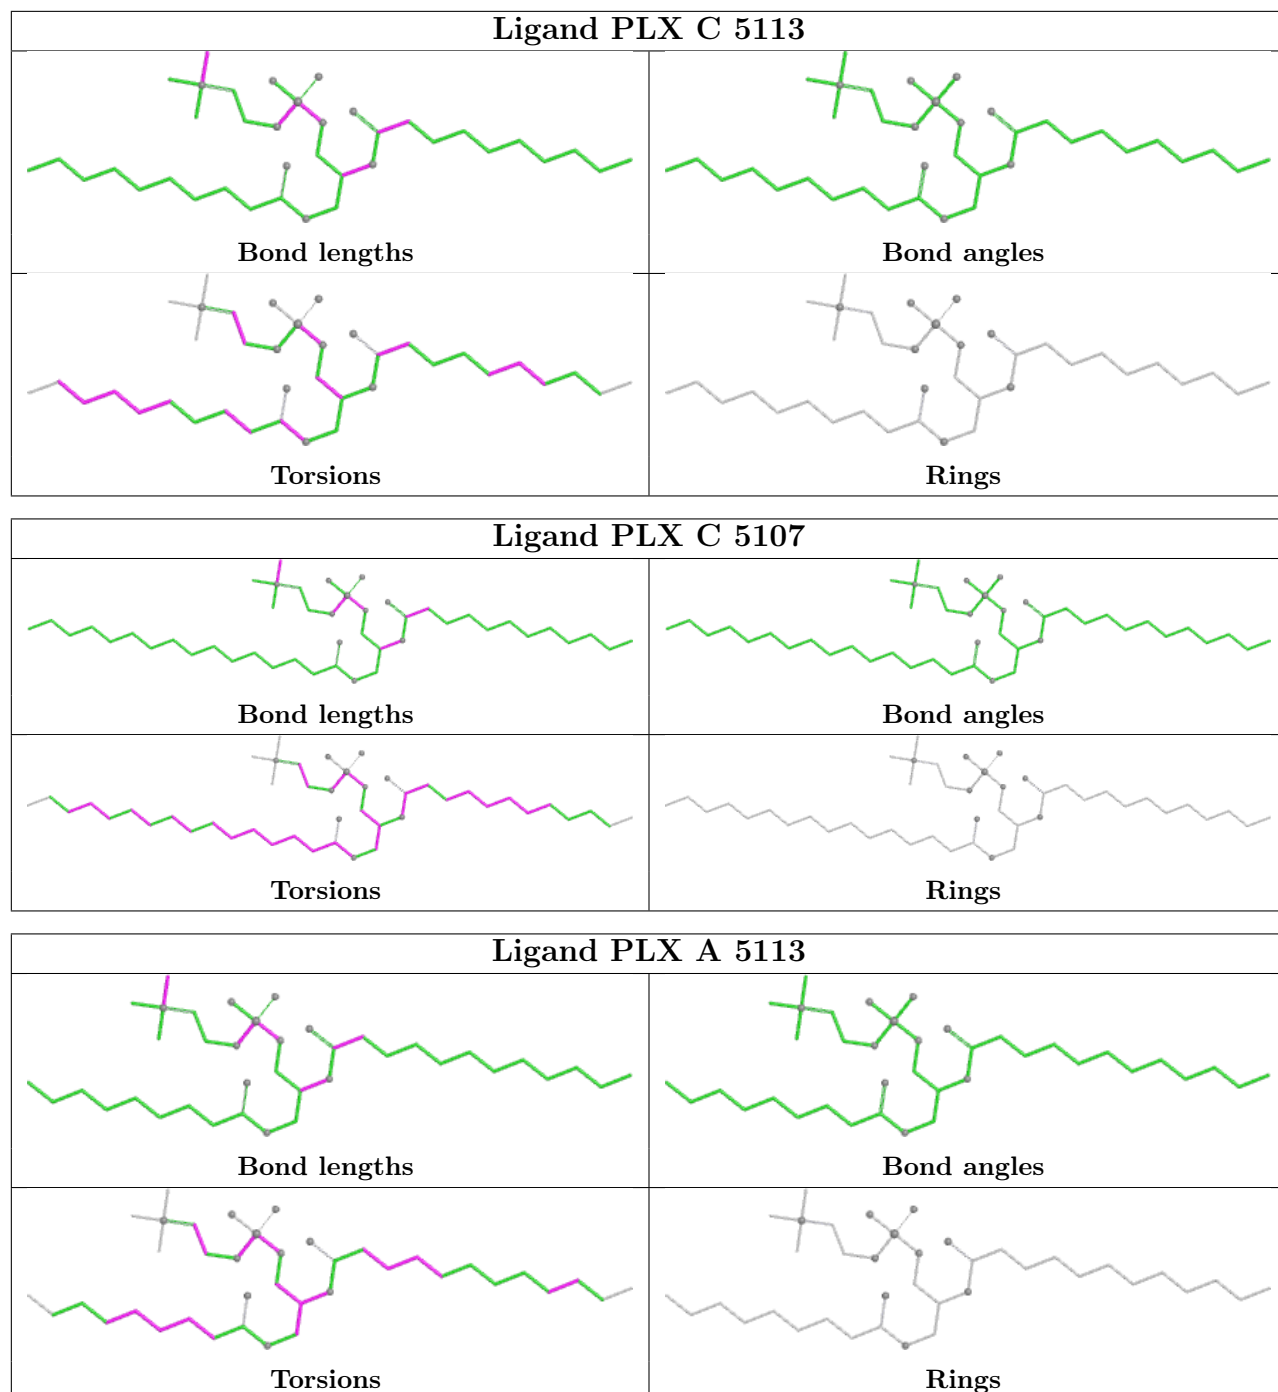 Ligand PLX C 5113
Bond lengths
Bond angles
Torsions
Rings
Ligand PLX C 5107
Bond lengths
Bond angles
Torsions
Rings
Ligand PLX A 5113
Bond lengths
Bond angles
Torsions
Rings